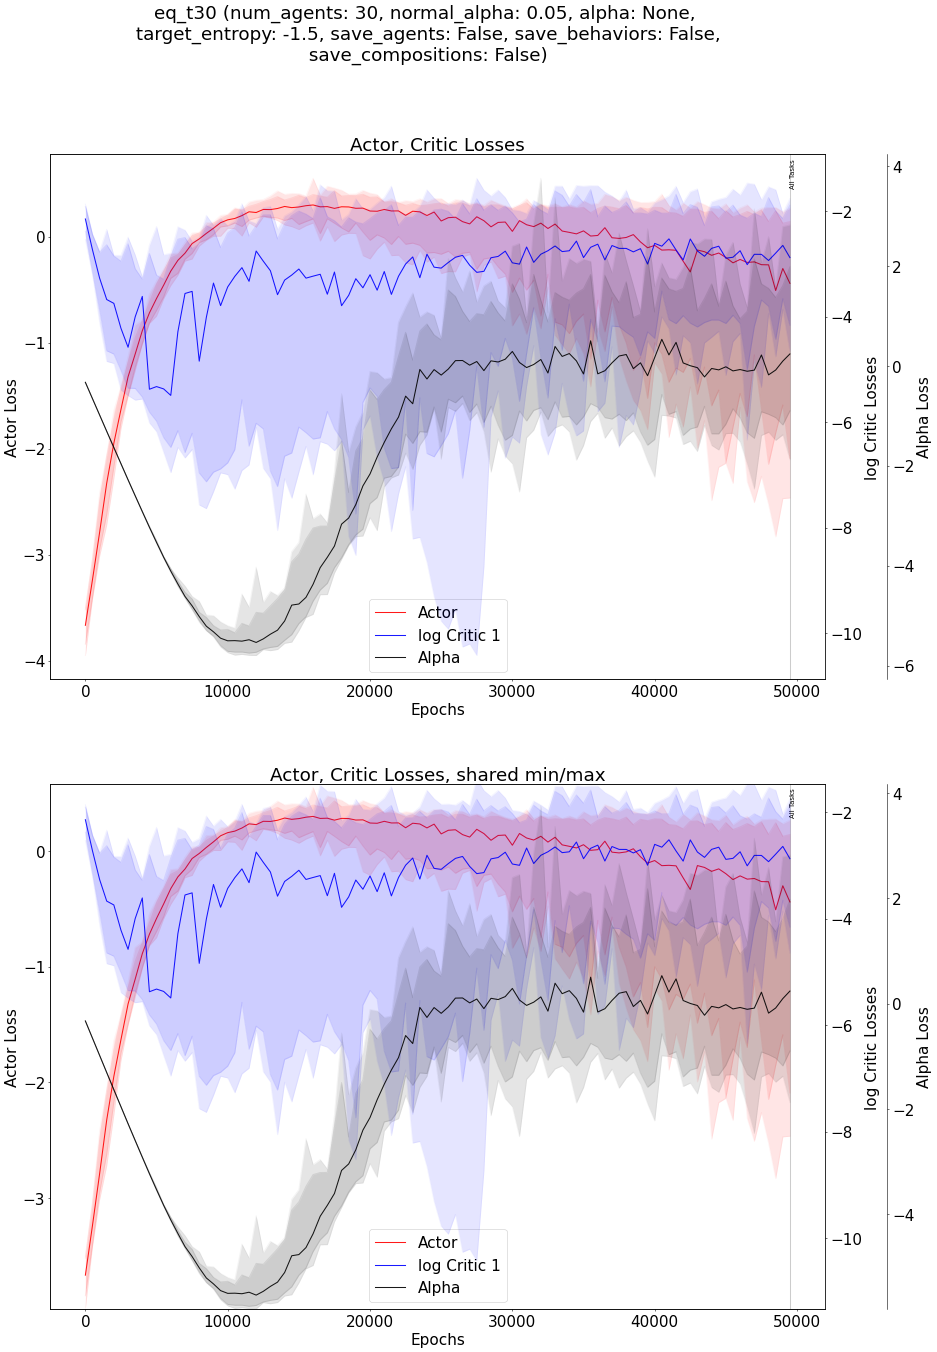 eq_t30 (num_agents: 30, normal_alpha: 0.05, alpha: None,
target_entropy: -1.5, save_agents: False, save_behaviors: False,
save_compositions: False)
Actor, Critic Losses
All Tasks
0
−1
−2
−3
−4
Actor Loss
−2
−4
−6
−8
−10
log Critic Losses
4
2
0
−2
−4
−6
Alpha Loss
Actor
log Critic 1
Alpha
0 10000 20000 30000 40000 50000
Epochs
Actor, Critic Losses, shared min/max
All Tasks
0
−1
−2
−3
Actor Loss
−2
−4
−6
−8
−10
log Critic Losses
4
2
0
−2
−4
Alpha Loss
Actor
log Critic 1
Alpha
0 10000 20000 30000 40000 50000
Epochs